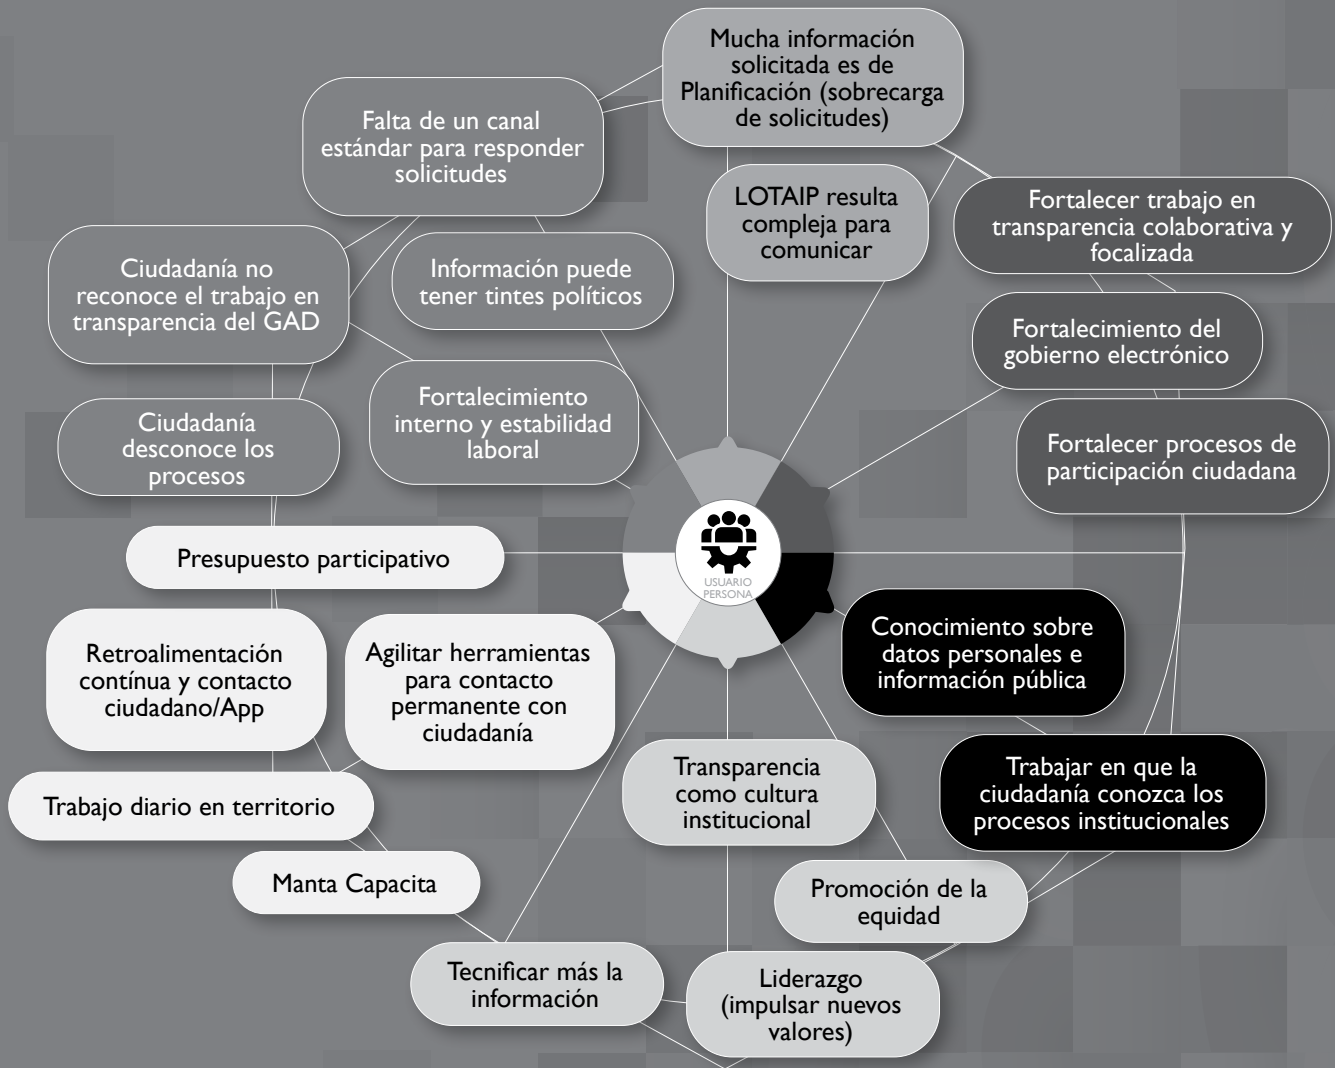 Mucha información
solicitada es de
Planificación (sobrecarga
de solicitudes)
Falta de un canal
estándar para responder
solicitudes
LOTAIP resulta
compleja para
comunicar
Fortalecer trabajo en
transparencia colaborativa y
focalizada
Ciudadanía no
reconoce el trabajo en
transparencia del GAD
Información puede
tener tintes políticos
Fortalecimiento del
gobierno electrónico
Fortalecimiento
interno y estabilidad
laboral
Ciudadanía
desconoce los
procesos
Fortalecer procesos de
participación ciudadana
Presupuesto participativo
USUARIO
PERSONA
Retroalimentación
contínua y contacto
ciudadano/App
Agilitar herramientas
para contacto
permanente con
ciudadanía
Conocimiento sobre
datos personales e
información pública
Trabajo diario en territorio
Transparencia
como cultura
institucional
Trabajar en que la
ciudadanía conozca los
procesos institucionales
Manta Capacita
Promoción de la
equidad
Tecnificar más la
información
Liderazgo
(impulsar nuevos
valores)